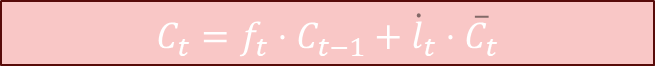 C_t = f_t · C_{t-1} + i_t · C̄_t